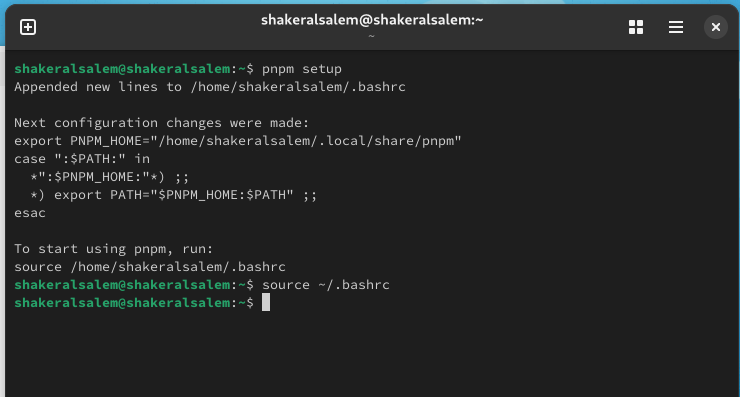 shakeralsalem@shakeralsalem:~
~
shakeralsalem@shakeralsalem:~$ pnpm setup
Appended new lines to /home/shakeralsalem/.bashrc
Next configuration changes were made:
export PNPM_HOME="/home/shakeralsalem/.local/share/pnpm"
case ":$PATH:" in
  *":$PNPM_HOME:"*) ;;
  *) export PATH="$PNPM_HOME:$PATH" ;;
esac
To start using pnpm, run:
source /home/shakeralsalem/.bashrc
shakeralsalem@shakeralsalem:~$ source ~/.bashrc
shakeralsalem@shakeralsalem:~$